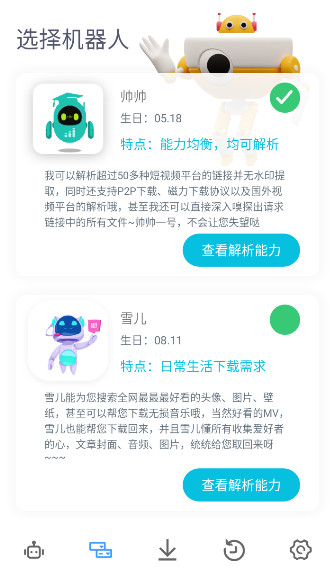 选择机器人
帅帅
生日：05.18
特点：能力均衡，均可解析
我可以解析超过50多种短视频平台的链接并无水印提
取，同时还支持P2P下载、磁力下载协议以及国外视
频平台的解析哦，甚至我还可以直接深入嗅探出请求
链接中的所有文件~帅帅一号，不会让您失望哒
查看解析能力
雪儿
生日：08.11
特点：日常生活下载需求
雪儿能为您搜索全网最最最好看的头像、图片、壁
纸，甚至可以帮您下载无损音乐哦，当然好看的MV，
雪儿也能帮您下载回来，并且雪儿懂所有收集爱好者
的心，文章封面、音频、图片，统统给您取回来呀
~~~
查看解析能力